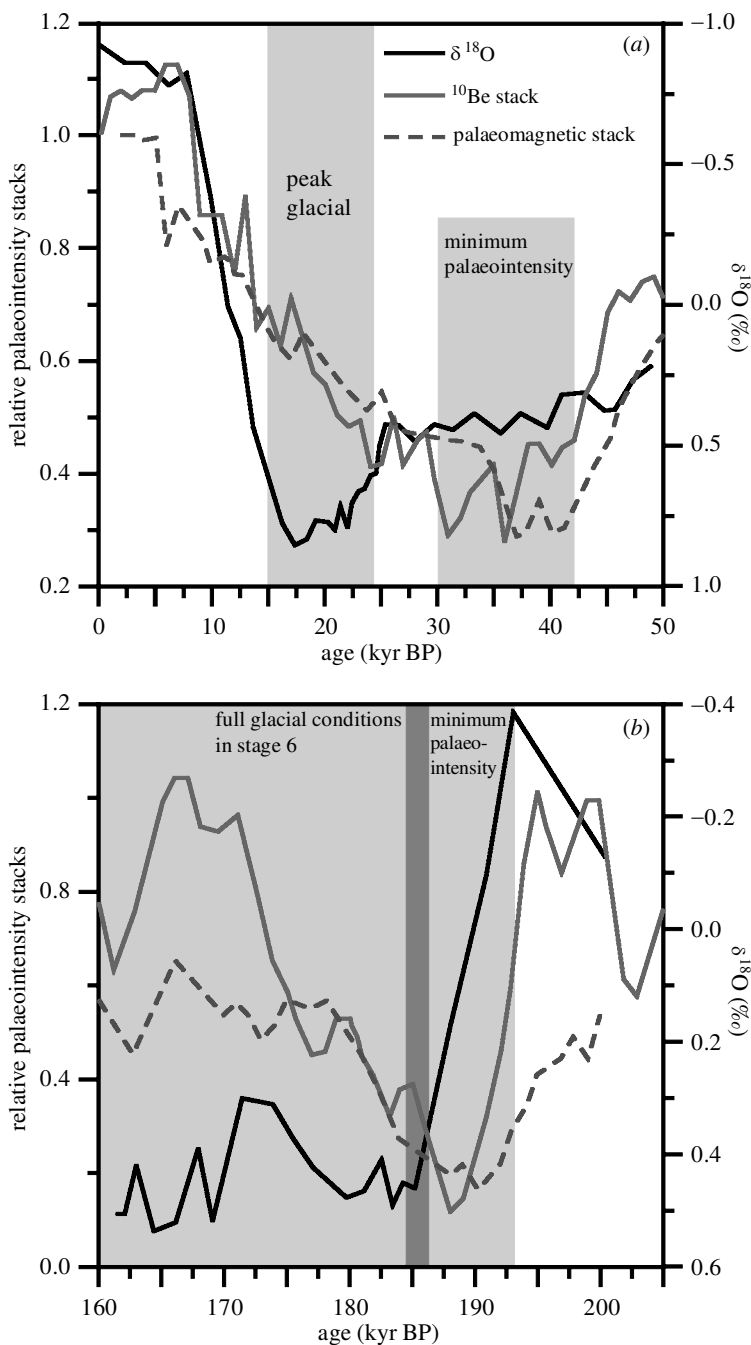 (a)
δ18O
10Be stack
palaeomagnetic stack
peak
glacial
minimum
palaeointensity
relative palaeointensity stacks
1.2
1.0
0.8
0.6
0.4
0.2
δ18O (‰)
−1.0
−0.5
0.0
0.5
1.0
0 10 20 30 40 50
age (kyr BP)
(b)
full glacial conditions
in stage 6
minimum
palaeo-
intensity
relative palaeointensity stacks
1.2
0.8
0.4
0.0
δ18O (‰)
−0.4
−0.2
0.0
0.2
0.4
0.6
160 170 180 190 200
age (kyr BP)